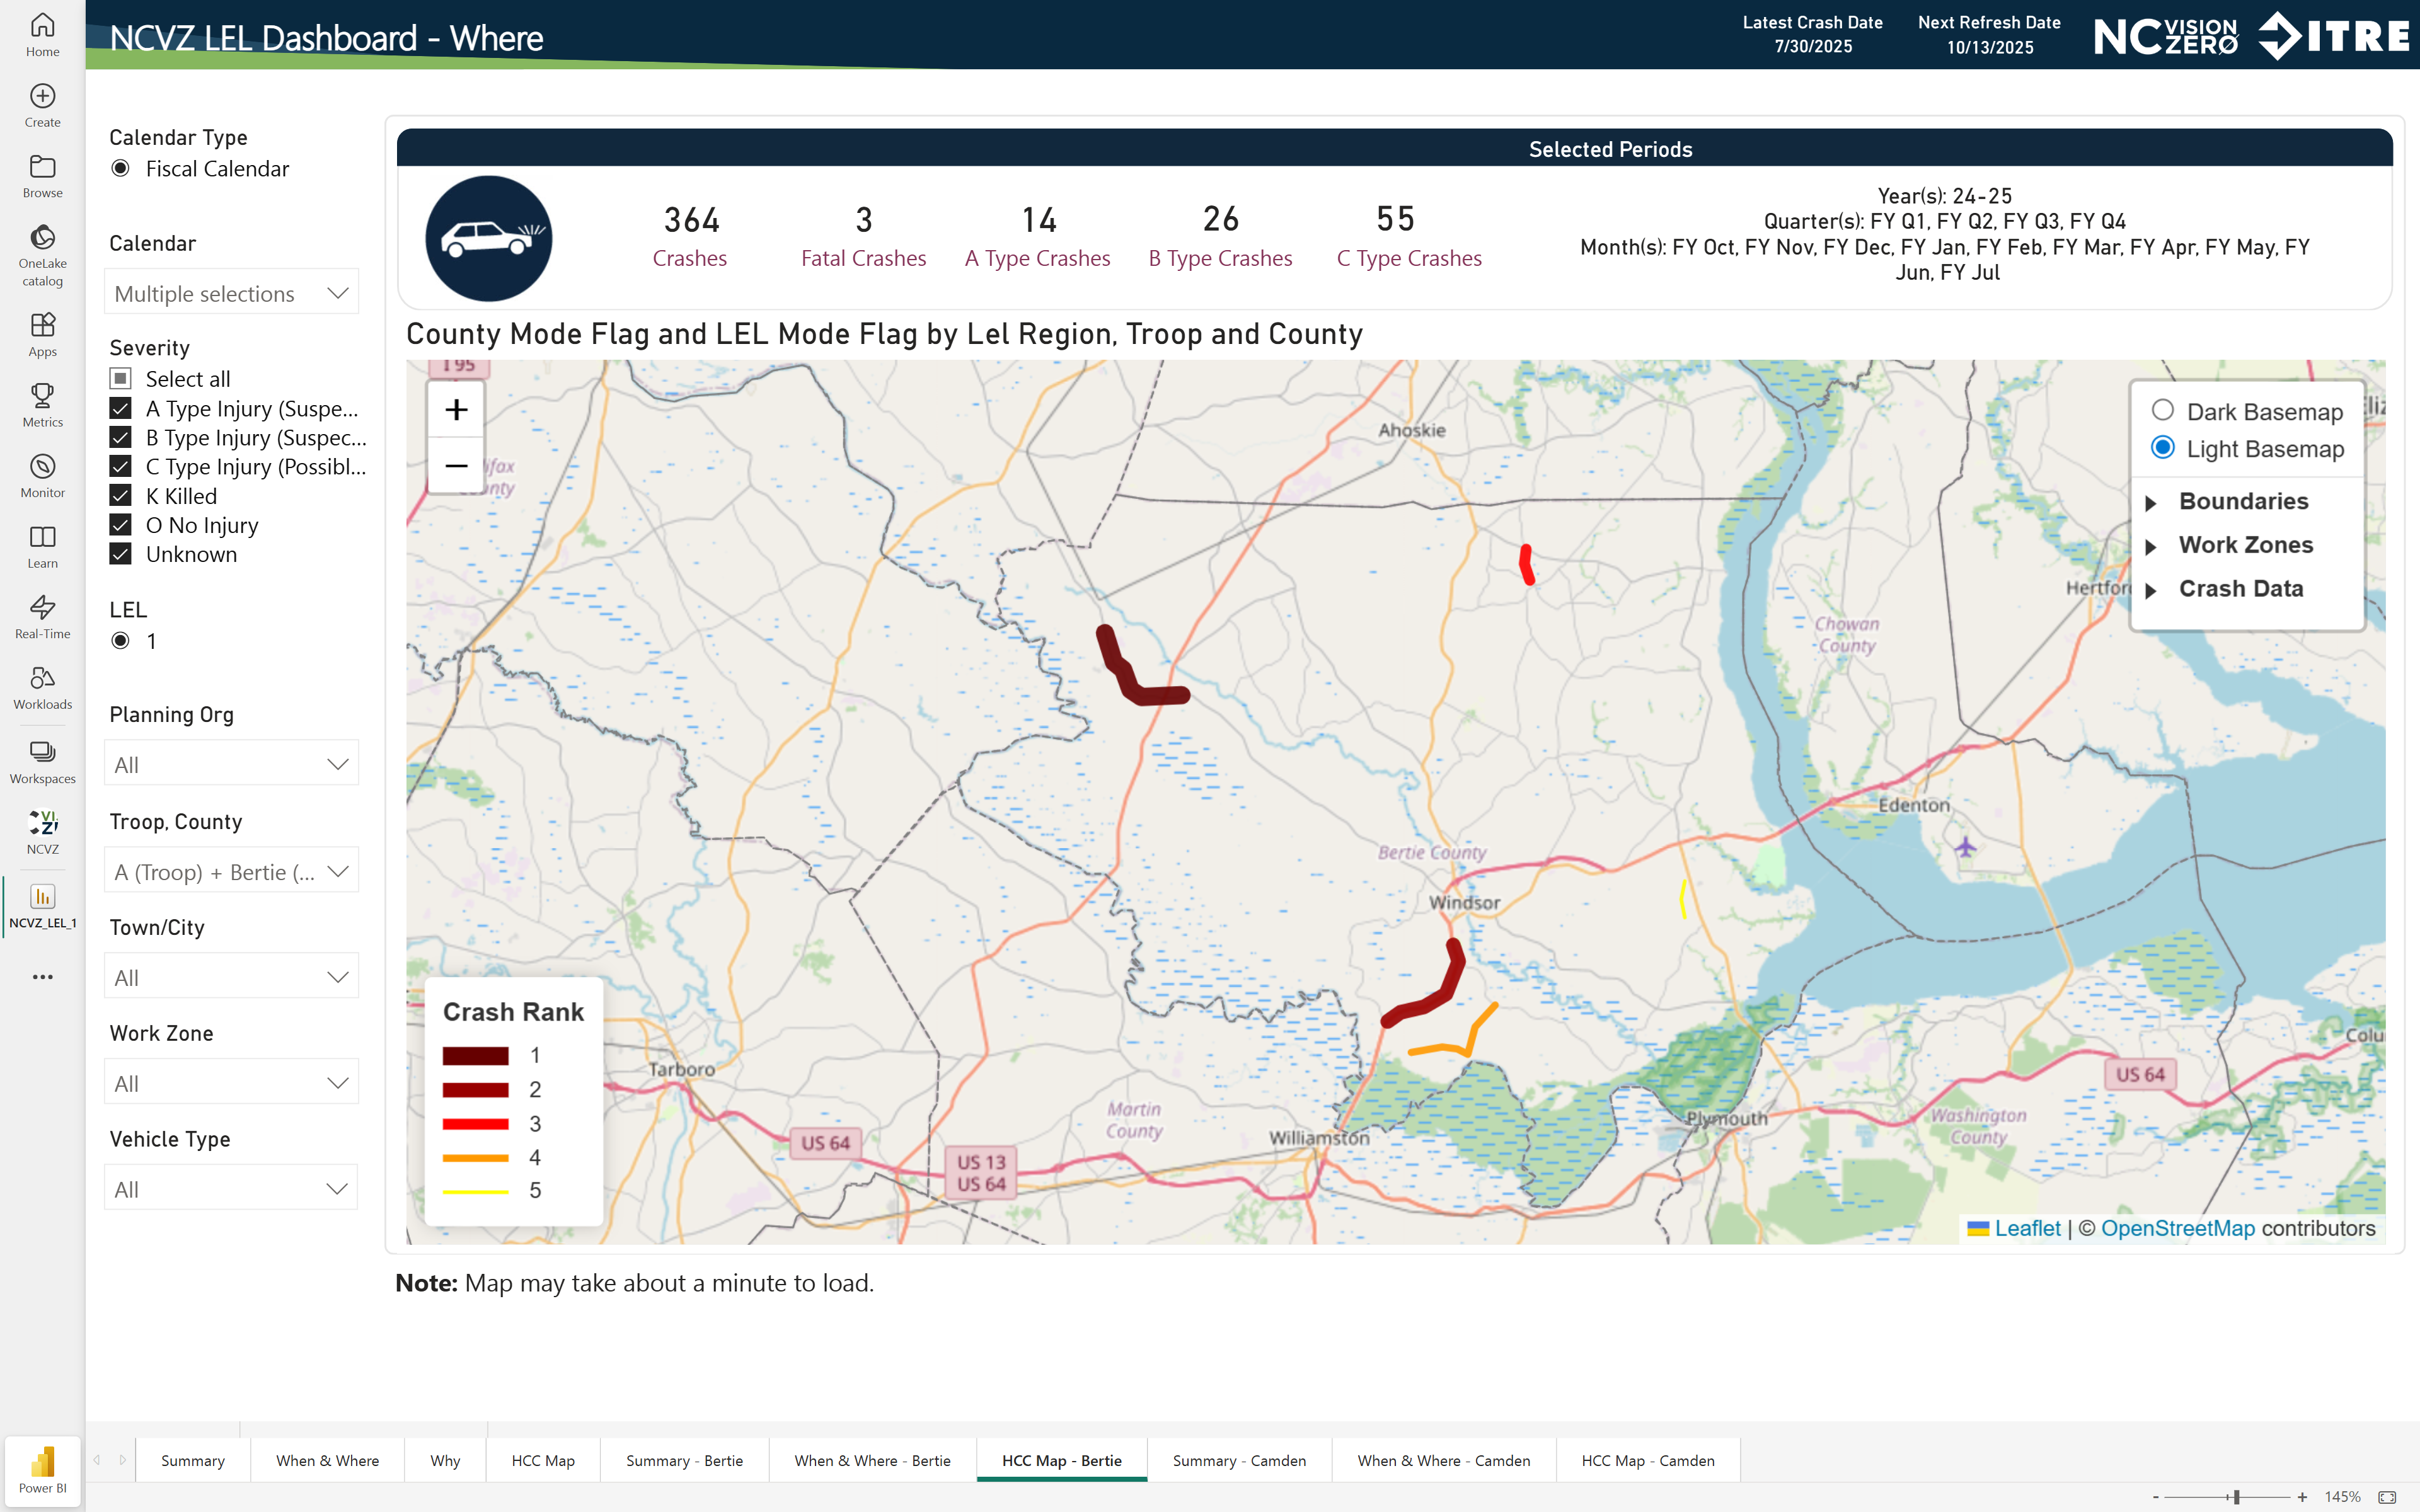 NCVZ LEL Dashboard - Where
Latest Crash Date
7/30/2025
Next Refresh Date
10/13/2025
NC VISION ZERO
ITRE
Home
Create
Browse
OneLake
catalog
Apps
Metrics
Monitor
Learn
Real-Time
Workloads
Workspaces
NCVZ
NCVZ_LEL_1
Power BI
Calendar Type
Fiscal Calendar
Calendar
Multiple selections
Severity
Select all
A Type Injury (Suspe...
B Type Injury (Suspec...
C Type Injury (Possibl...
K Killed
O No Injury
Unknown
LEL
1
Planning Org
All
Troop, County
A (Troop) + Bertie (...
Town/City
All
Work Zone
All
Vehicle Type
All
Selected Periods
364
Crashes
3
Fatal Crashes
14
A Type Crashes
26
B Type Crashes
55
C Type Crashes
Year(s): 24-25
Quarter(s): FY Q1, FY Q2, FY Q3, FY Q4
Month(s): FY Oct, FY Nov, FY Dec, FY Jan, FY Feb, FY Mar, FY Apr, FY May, FY
Jun, FY Jul
County Mode Flag and LEL Mode Flag by Lel Region, Troop and County
I 95
+
−
Ahoskie
Dark Basemap
Light Basemap
Boundaries
Work Zones
Crash Data
Chowan
County
Edenton
Bertie County
Windsor
Tarboro
Martin
County
Williamston
Plymouth
Washington
County
US 64
US 64
US 13
US 64
Crash Rank
1
2
3
4
5
Leaflet | © OpenStreetMap contributors
Note: Map may take about a minute to load.
Summary
When & Where
Why
HCC Map
Summary - Bertie
When & Where - Bertie
HCC Map - Bertie
Summary - Camden
When & Where - Camden
HCC Map - Camden
- + 145%